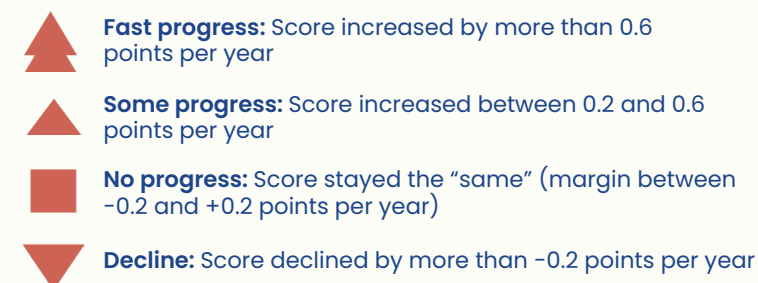 Fast progress: Score increased by more than 0.6
points per year
Some progress: Score increased between 0.2 and 0.6
points per year
No progress: Score stayed the “same” (margin between
−0.2 and +0.2 points per year)
Decline: Score declined by more than −0.2 points per year